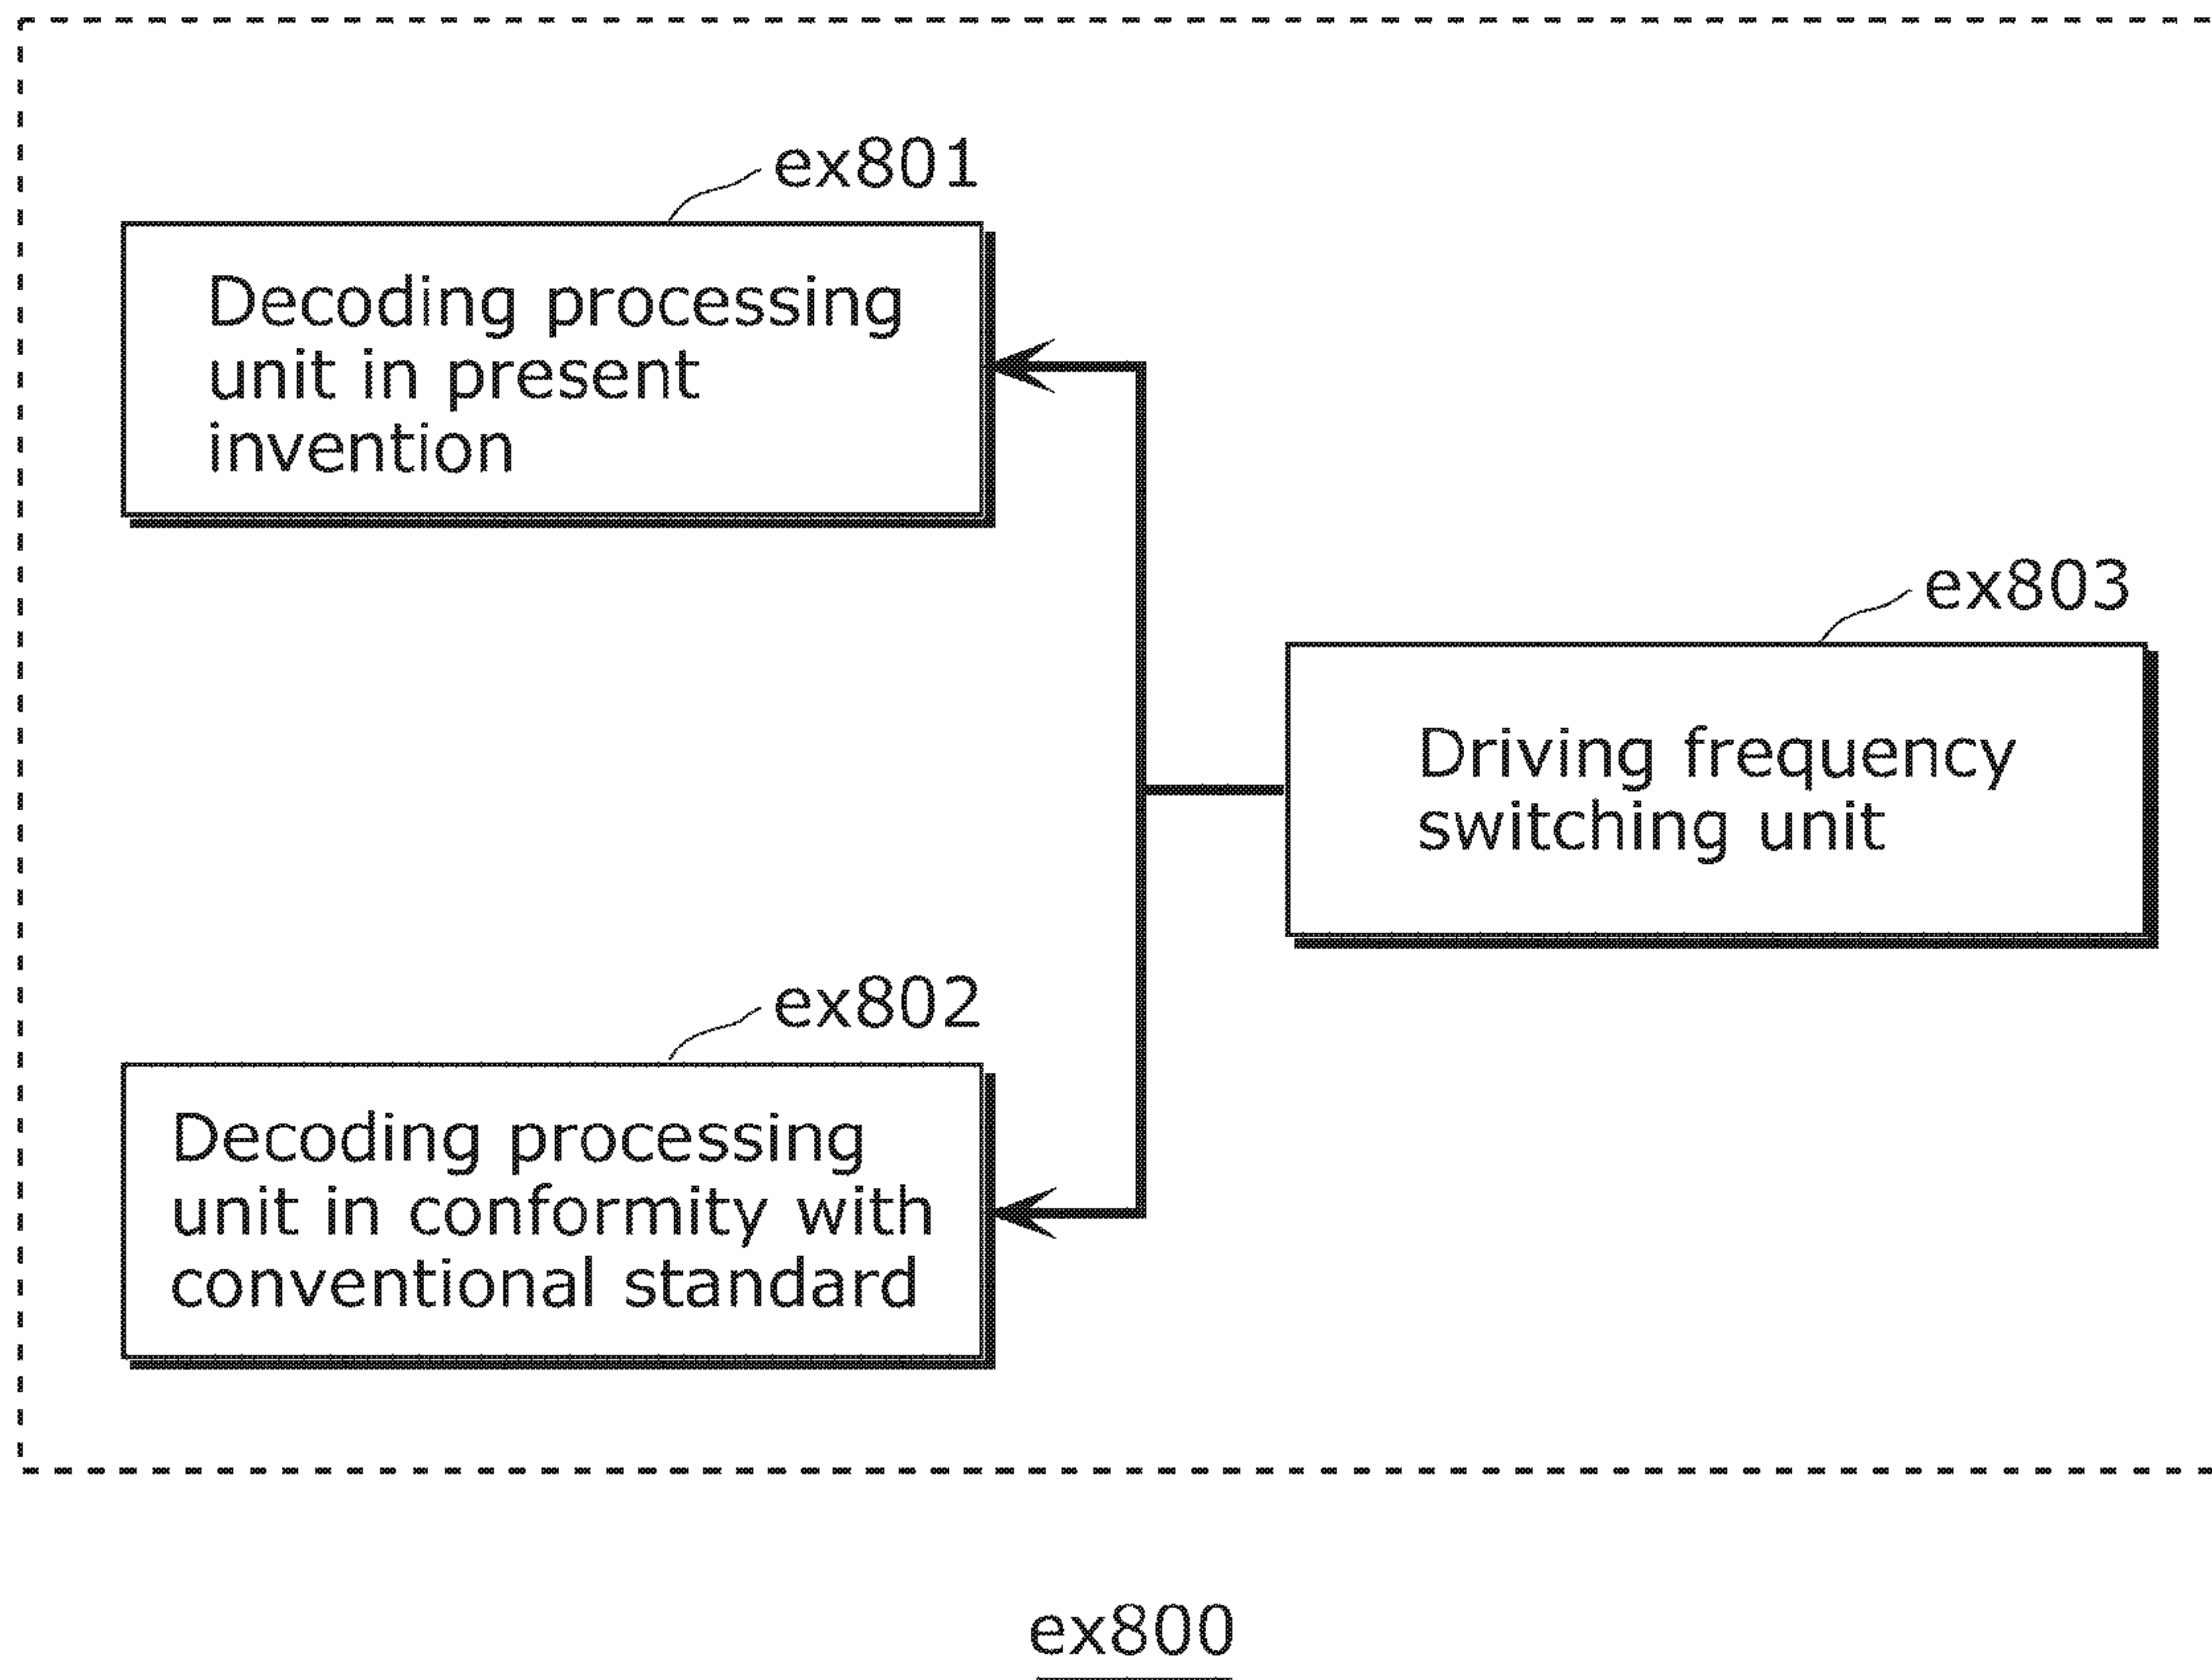 ex801
Decoding processing
unit in present
invention
ex803
Driving frequency
switching unit
ex802
Decoding processing
unit in conformity with
conventional standard
ex800